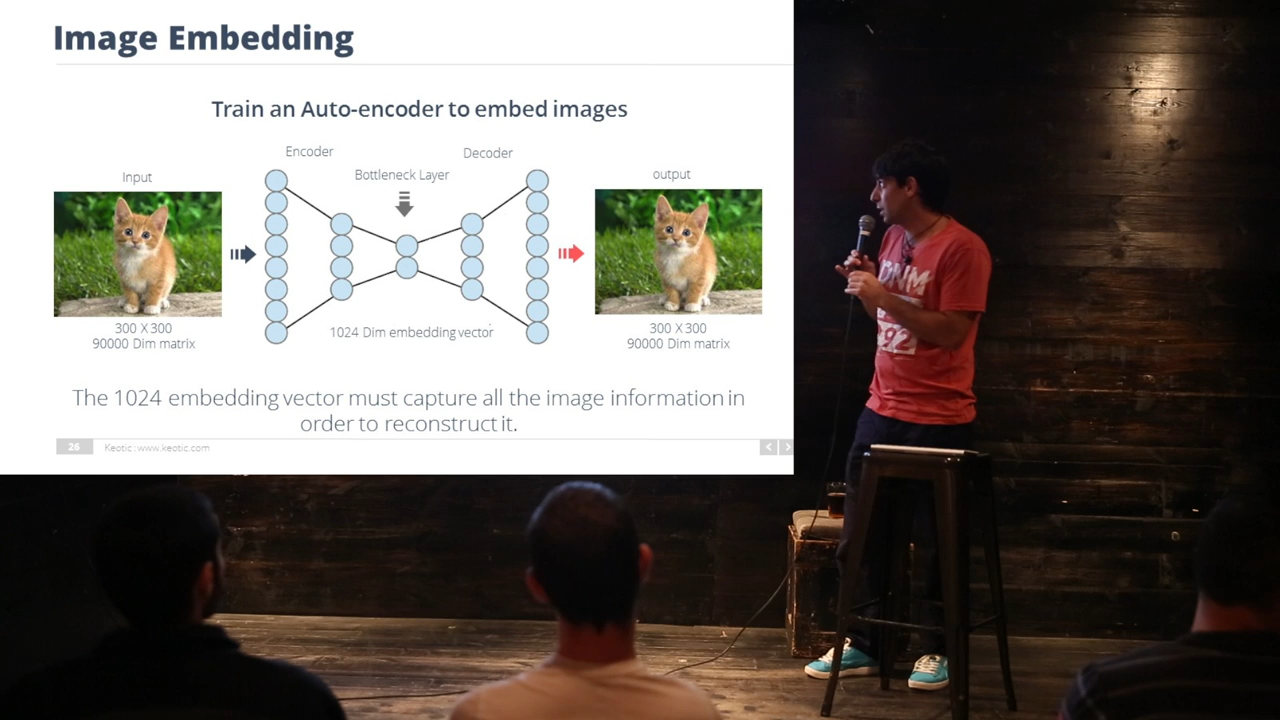 Image Embedding
Train an Auto-encoder to embed images
Encoder
Decoder
Bottleneck Layer
Input
output
1024 Dim embedding vector
300 X 300
90000 Dim matrix
300 X 300
90000 Dim matrix
The 1024 embedding vector must capture all the image information in
order to reconstruct it.
26
Keotic : www.keotic.com
92